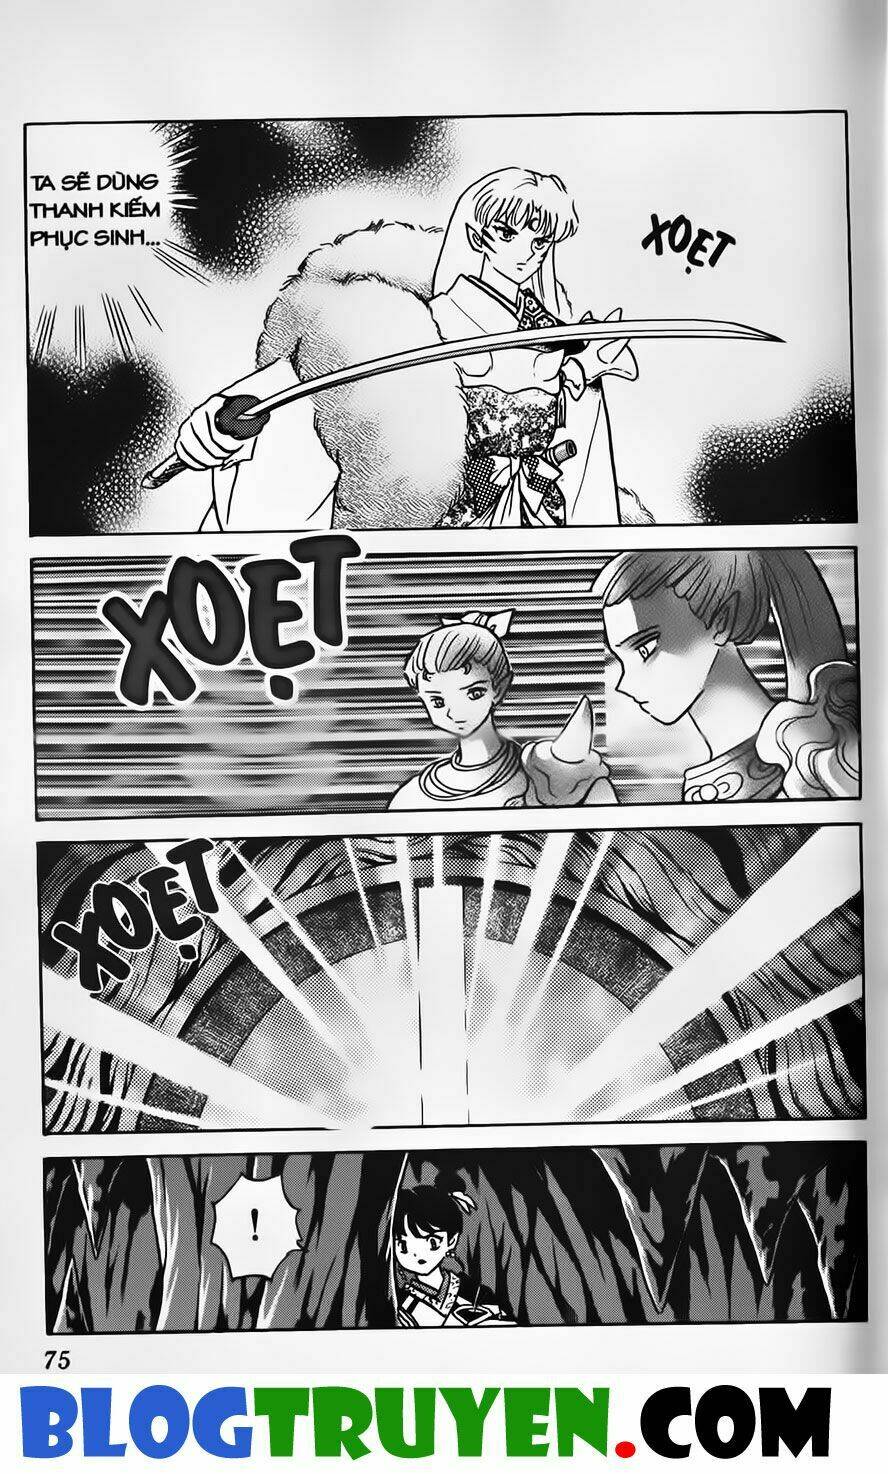 TA SẼ DÙNG
THANH KIẾM
PHỤC SINH...
XOẸT
XOẸT
XOẸT
!
75
BLOGTRUYEN.COM